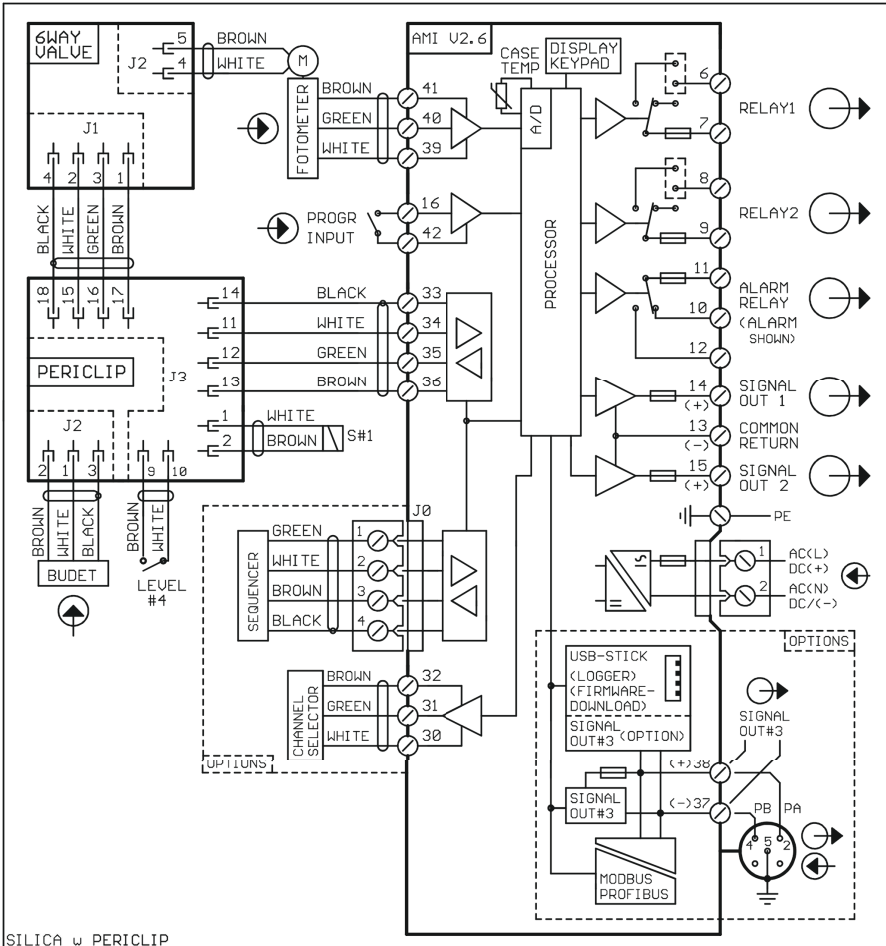 6WAY
VALVE
J2
5
4
BROWN
WHITE
M
J1
4
2
3
1
BLACK
WHITE
GREEN
BROWN
18
15
16
17
PERICLIP
J3
14
11
12
13
1
2
BLACK
WHITE
GREEN
BROWN
WHITE
BROWN
S#1
33
34
35
36
J2
2
1
3
9
10
BROWN
WHITE
BLACK
BROWN
WHITE
BUDET
LEVEL
#4
FOTOMETER
BROWN
GREEN
WHITE
41
40
39
PROGR
INPUT
16
42
AMI V2.6
CASE
TEMP
DISPLAY
KEYPAD
A/D
PROCESSOR
6
7
RELAY1
8
9
RELAY2
11
10
12
ALARM
RELAY
(ALARM
SHOWN)
14
(+)
SIGNAL
OUT 1
13
(-)
COMMON
RETURN
15
(+)
SIGNAL
OUT 2
PE
1
AC(L)
DC(+)
2
AC(N)
DC/(-)
J0
SEQUENCER
GREEN
WHITE
BROWN
BLACK
1
2
3
4
CHANNEL
SELECTOR
BROWN
GREEN
WHITE
32
31
30
OPTIONS
OPTIONS
USB-STICK
(LOGGER)
(FIRMWARE-
DOWNLOAD)
SIGNAL
OUT#3 (OPTION)
SIGNAL
OUT#3
SIGNAL
OUT#3
(+)38
(-)37
PB
PA
4
5
2
MODBUS
PROFIBUS
SILICA w PERICLIP